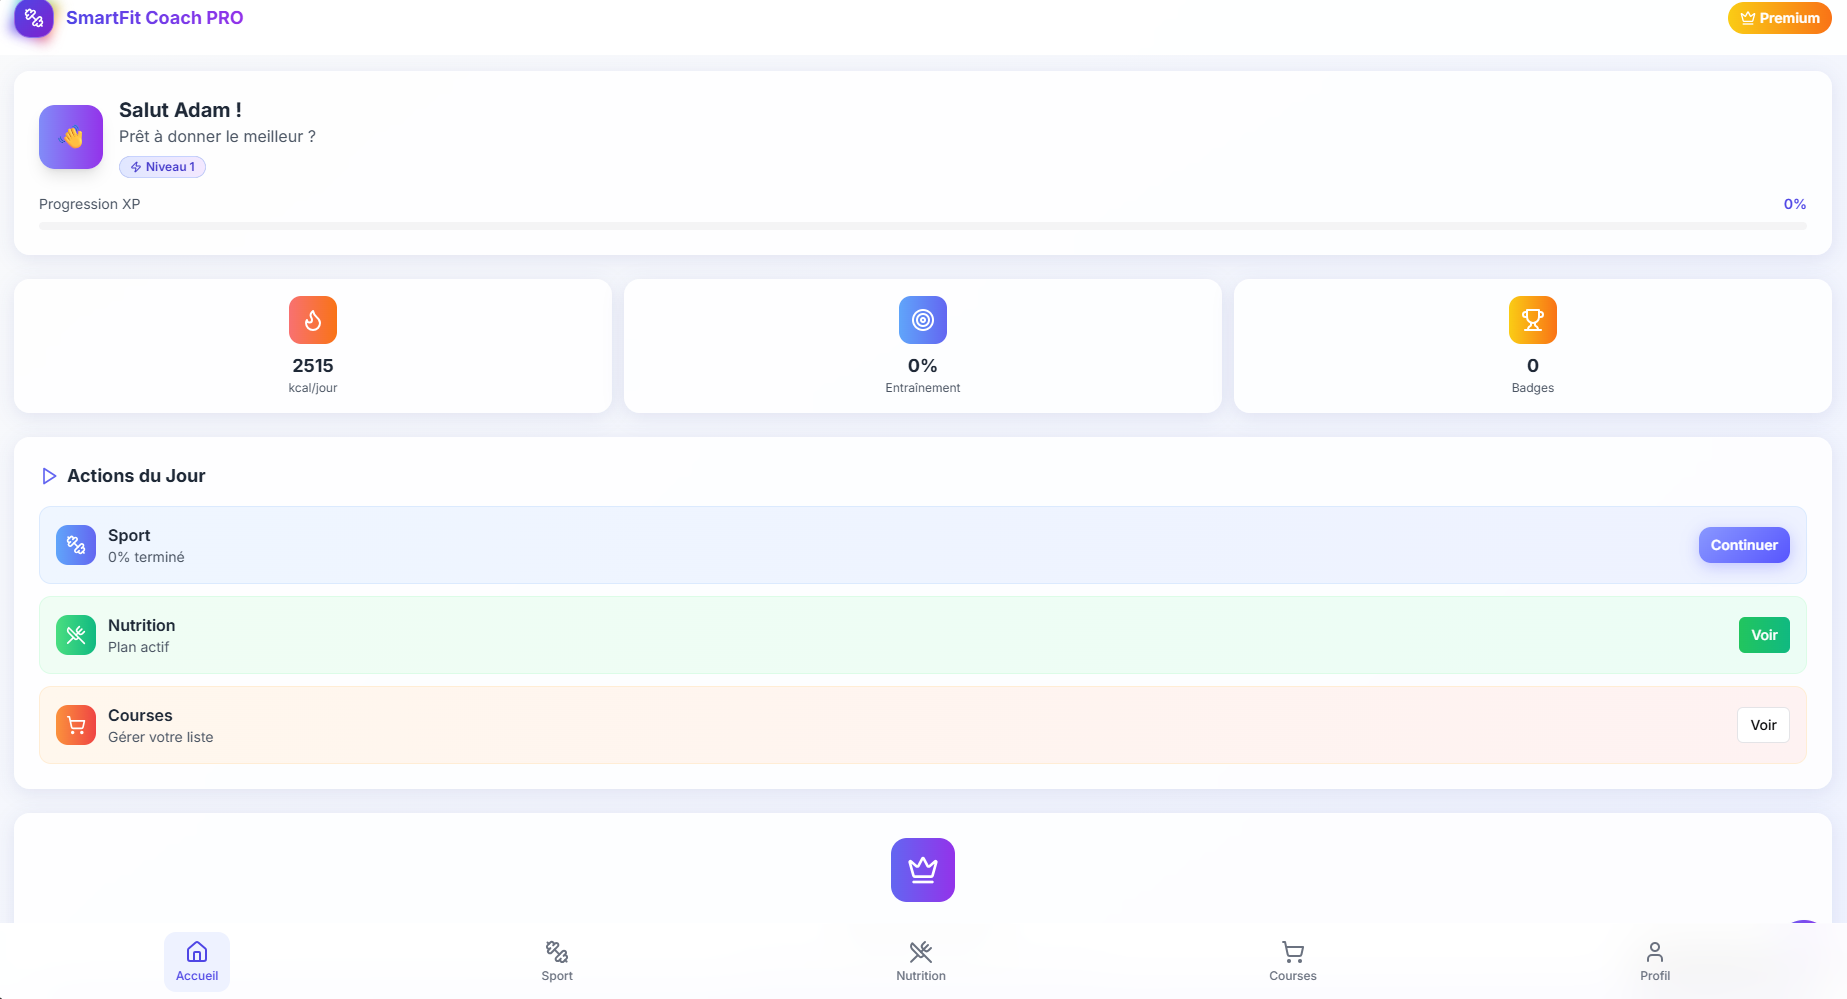 SmartFit Coach PRO
Premium
Salut Adam !
Prêt à donner le meilleur ?
Niveau 1
Progression XP
0%
2515
kcal/jour
0%
Entraînement
0
Badges
Actions du Jour
Sport
0% terminé
Continuer
Nutrition
Plan actif
Voir
Courses
Gérer votre liste
Voir
Accueil
Sport
Nutrition
Courses
Profil